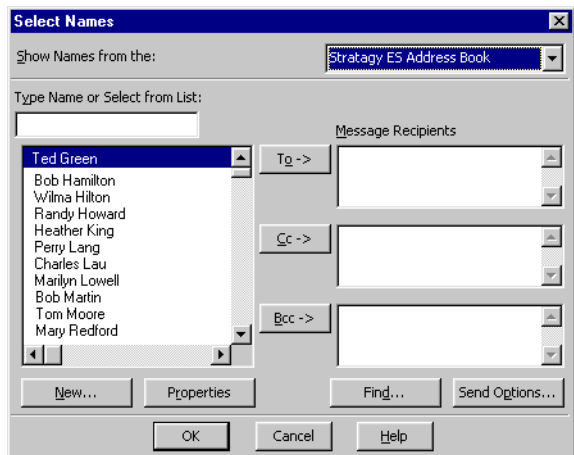 Select Names
Show Names from the: Stratagy ES Address Book
Type Name or Select from List:
Message Recipients
Ted Green
Bob Hamilton
Wilma Hilton
Randy Howard
Heather King
Perry Lang
Charles Lau
Marilyn Lowell
Bob Martin
Tom Moore
Mary Redford
To ->
Cc ->
Bcc ->
New... Properties Find... Send Options...
OK Cancel Help